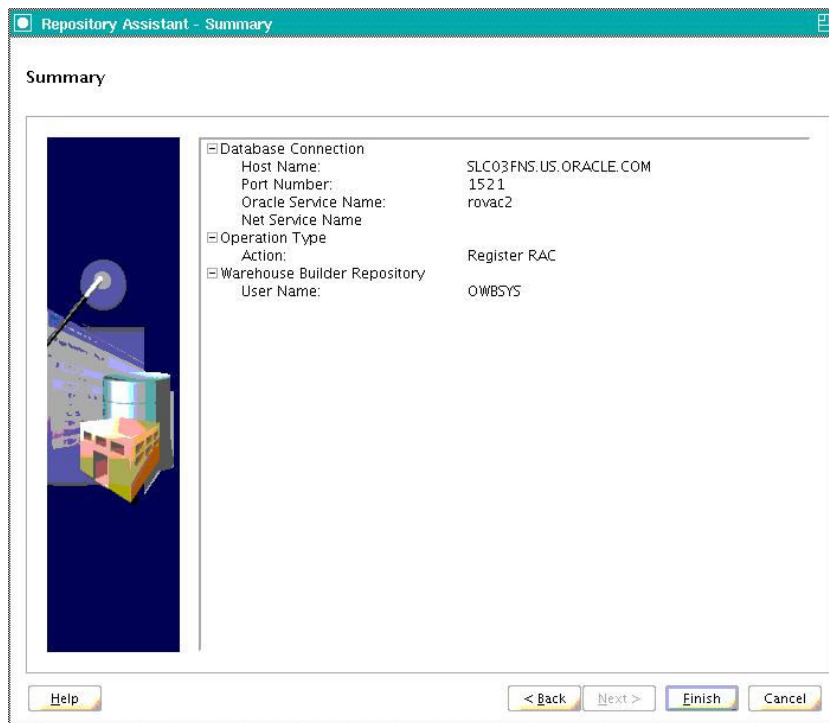 Repository Assistant - Summary
Summary
Database Connection
Host Name: SLC03FNS.US.ORACLE.COM
Port Number: 1521
Oracle Service Name: rovac2
Net Service Name
Operation Type
Action: Register RAC
Warehouse Builder Repository
User Name: OWBSYS
Help < Back Next > Finish Cancel